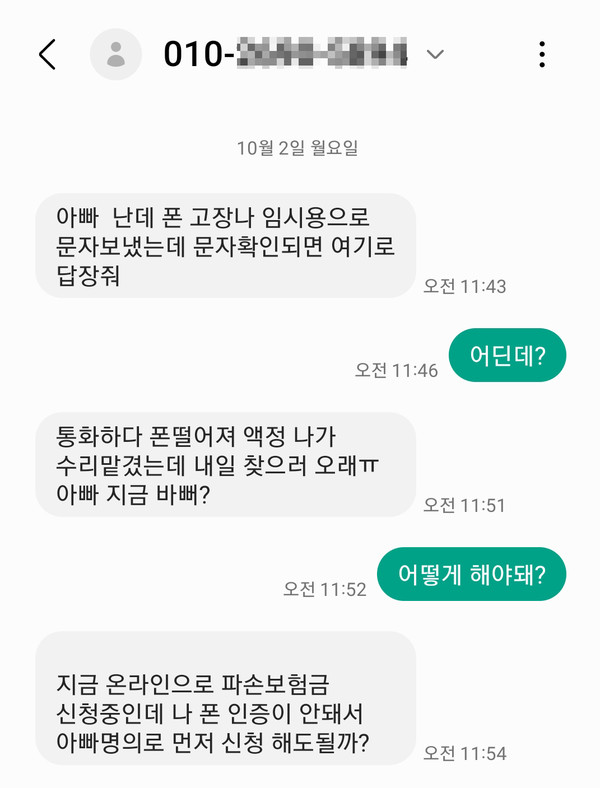 010-
10월 2일 월요일
아빠 난데 폰 고장나 임시용으로
문자보냈는데 문자확인되면 여기로
답장줘
오전 11:43
어딘데?
오전 11:46
통화하다 폰떨어져 액정 나가
수리맡겼는데 내일 찾으러 오래ㅠ
아빠 지금 바뻐?
오전 11:51
어떻게 해야돼?
오전 11:52
지금 온라인으로 파손보험금
신청중인데 나 폰 인증이 안돼서
아빠명의로 먼저 신청 해도될까?
오전 11:54